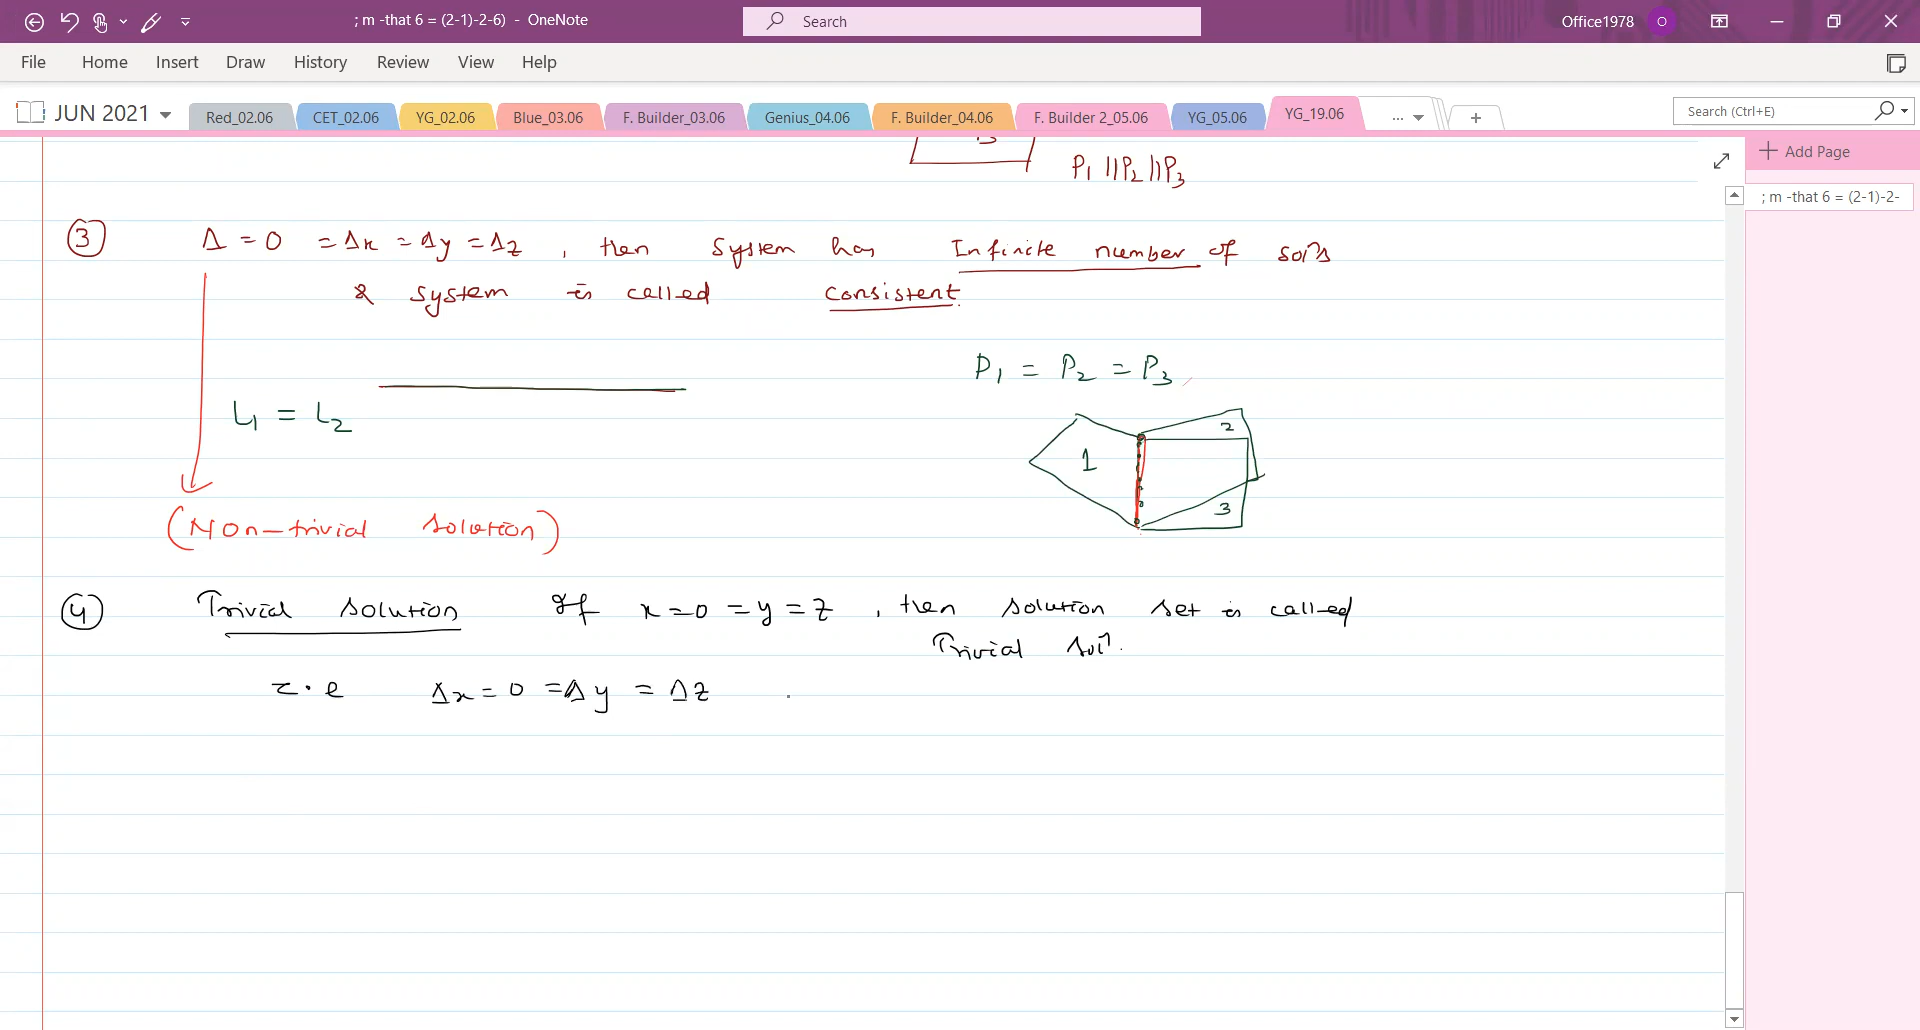 ; m -that 6 = (2-1)-2-6) - OneNote
Search
Office1978
O
File Home Insert Draw History Review View Help
JUN 2021
Red_02.06 CET_02.06 YG_02.06 Blue_03.06 F. Builder_03.06 Genius_04.06 F. Builder_04.06 F. Builder 2_05.06 YG_05.06 YG_19.06 ... +
Search (Ctrl+E)
Add Page
; m -that 6 = (2-1)-2-
P1 || P2 || P3
③ Δ = 0 = Δx = Δy = Δz , then system has Infinite number of sol's
& system is called consistent.
P1 = P2 = P3
L1 = L2
1
2
3
(Non-trivial solution)
④ Trivial solution If x = 0 = y = z , then solution set is called
Trivial sol.
i.e Δx = 0 = Δy = Δz